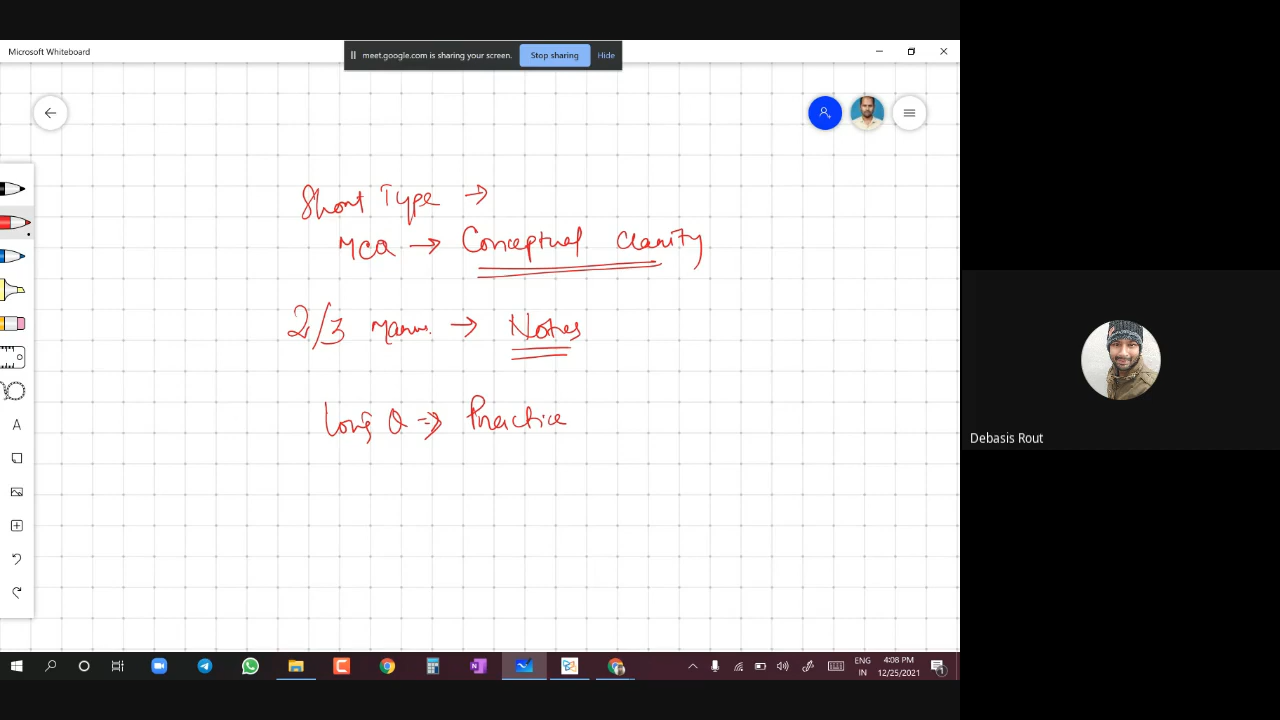 Microsoft Whiteboard
meet.google.com is sharing your screen.
Stop sharing
Hide
Short Type →
MCQ → Conceptual clarity
2/3 Marks. → Notes
Long Q ⇒ Practice
A
Debasis Rout
ENG
IN
4:08 PM
12/25/2021
1